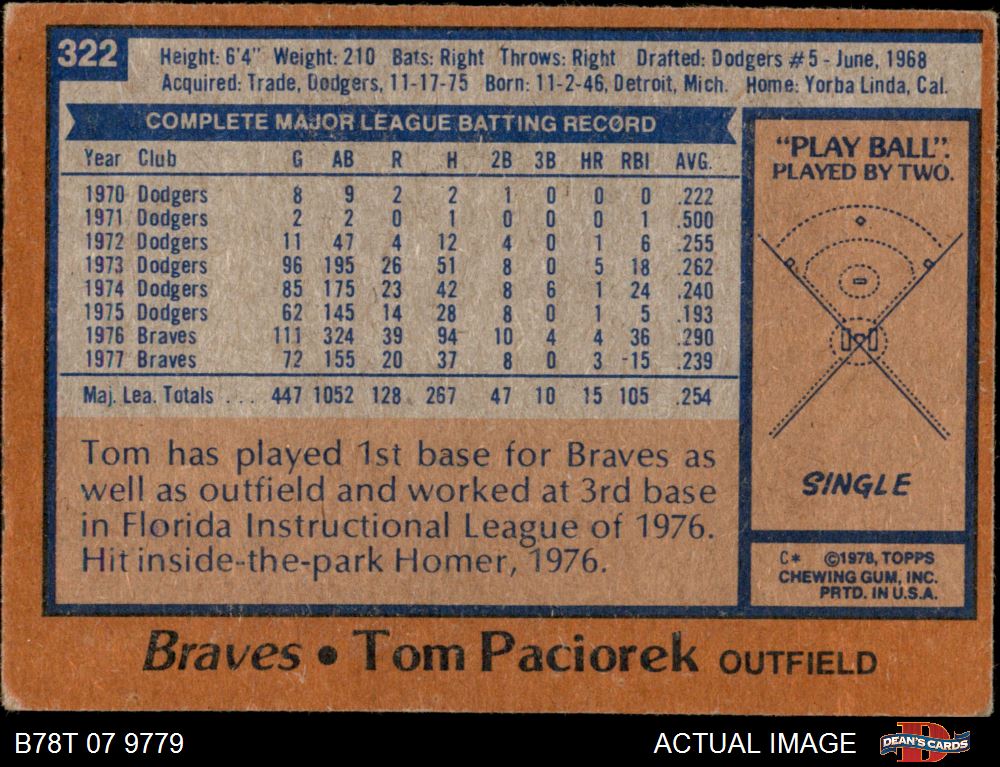 322
Height: 6'4" Weight: 210 Bats: Right Throws: Right Drafted: Dodgers #5 - June, 1968
Acquired: Trade, Dodgers, 11-17-75 Born: 11-2-46, Detroit, Mich. Home: Yorba Linda, Cal.
COMPLETE MAJOR LEAGUE BATTING RECORD
Year Club G AB R H 2B 3B HR RBI AVG.
1970 Dodgers 8 9 2 2 1 0 0 0 .222
1971 Dodgers 2 2 0 1 0 0 0 1 .500
1972 Dodgers 11 47 4 12 4 0 1 6 .255
1973 Dodgers 96 195 26 51 8 0 5 18 .262
1974 Dodgers 85 175 23 42 8 6 1 24 .240
1975 Dodgers 62 145 14 28 8 0 1 5 .193
1976 Braves 111 324 39 94 10 4 4 36 .290
1977 Braves 72 155 20 37 8 0 3 15 .239
Maj. Lea. Totals . . . 447 1052 128 267 47 10 15 105 .254
Tom has played 1st base for Braves as
well as outfield and worked at 3rd base
in Florida Instructional League of 1976.
Hit inside-the-park Homer, 1976.
"PLAY BALL".
PLAYED BY TWO.
SINGLE
C* ©1978, TOPPS
CHEWING GUM, INC.
PRTD. IN U.S.A.
Braves • Tom Paciorek OUTFIELD
B78T 07 9779
ACTUAL IMAGE
D
DEAN'S CARDS